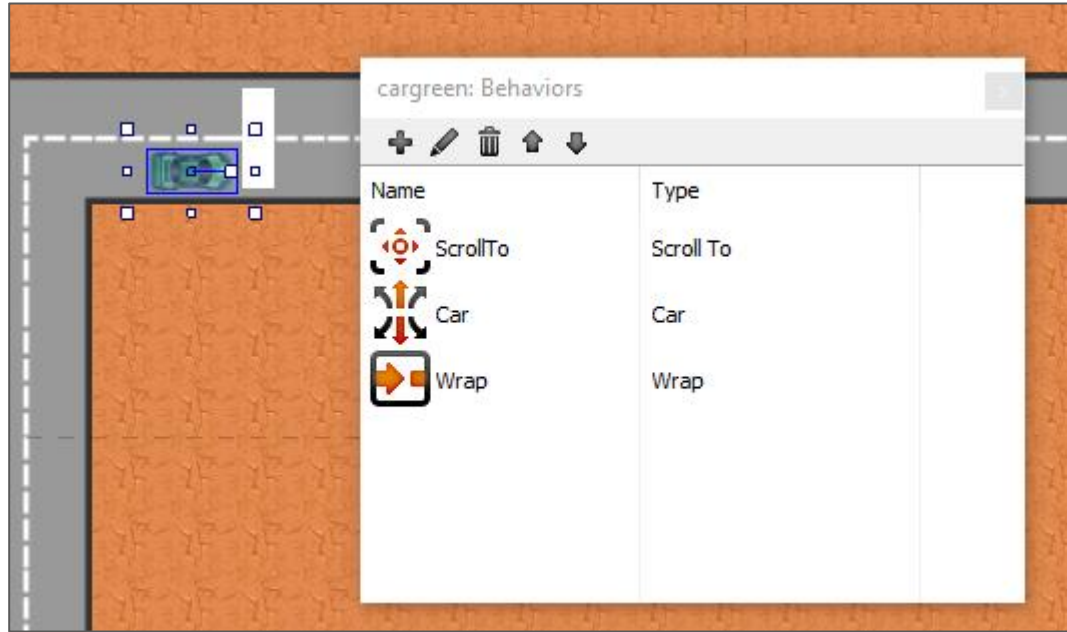 cargreen: Behaviors
Name Type
ScrollTo Scroll To
Car Car
Wrap Wrap